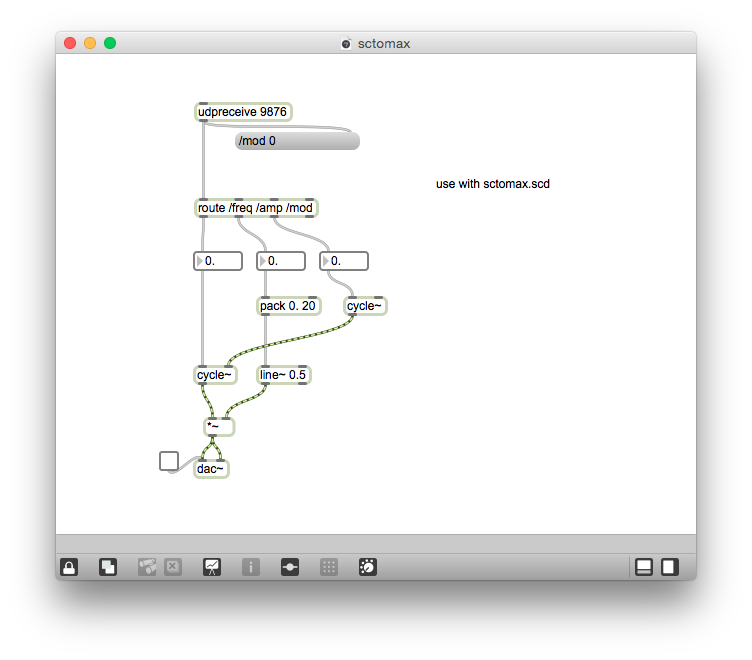 sctomax
udpreceive 9876
/mod 0
use with sctomax.scd
route /freq /amp /mod
0.
0.
0.
pack 0. 20
cycle~
cycle~
line~ 0.5
*~
dac~